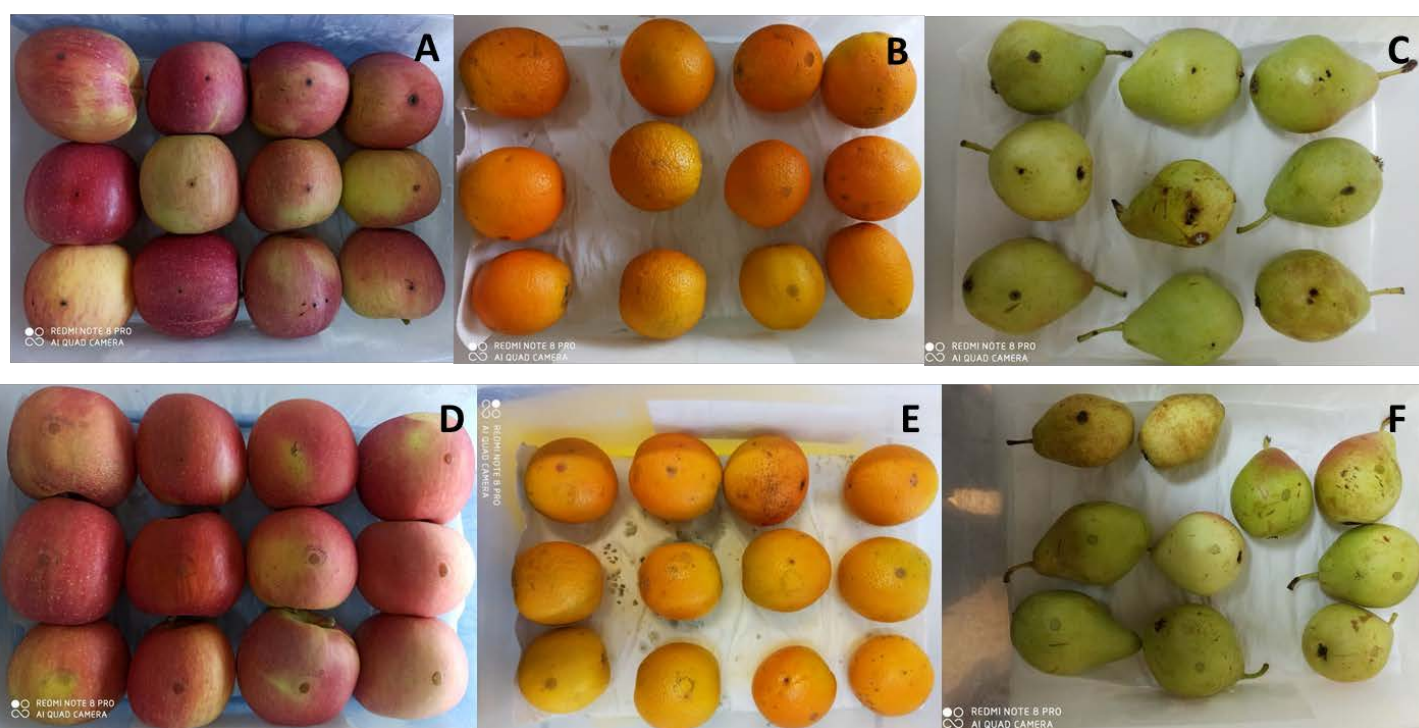 A
REDMI NOTE 8 PRO
AI QUAD CAMERA
B
REDMI NOTE 8 PRO
AI QUAD CAMERA
C
REDMI NOTE 8 PRO
AI QUAD CAMERA
D
REDMI NOTE 8 PRO
AI QUAD CAMERA
E
REDMI NOTE 8 PRO
AI QUAD CAMERA
F
REDMI NOTE 8 PRO
AI QUAD CAMERA